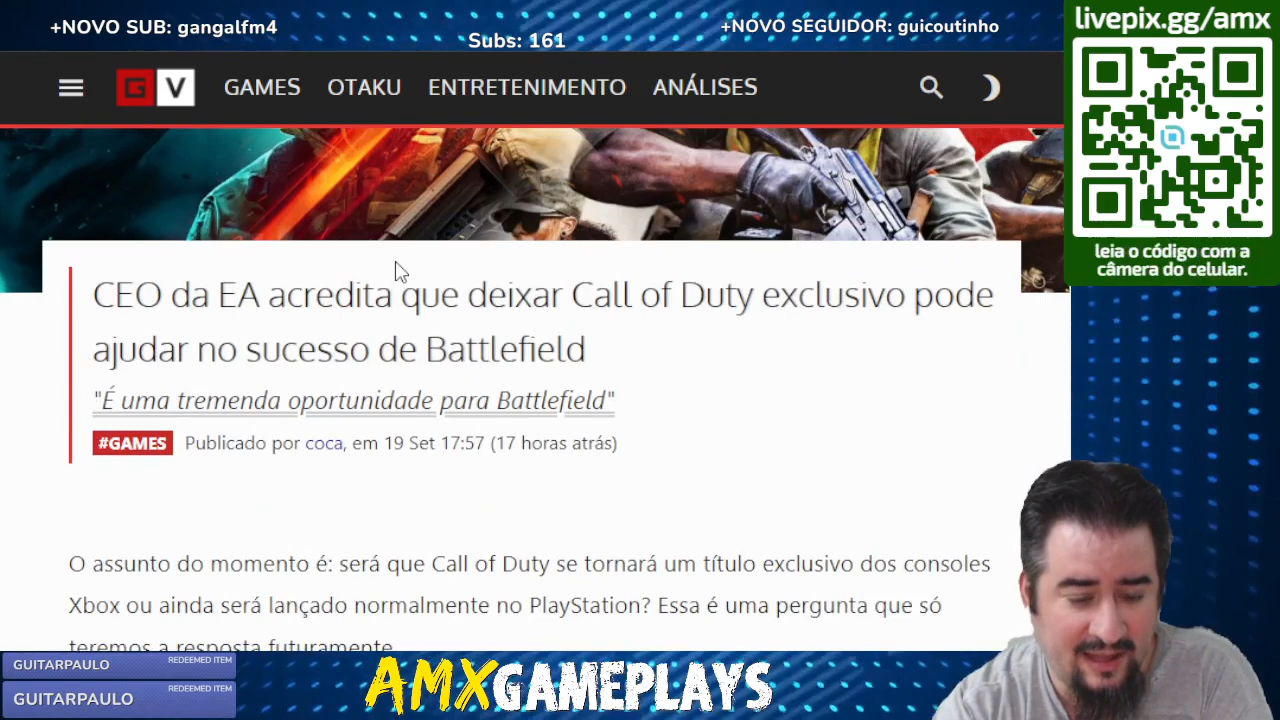 +NOVO SUB: gangalfm4
Subs: 161
+NOVO SEGUIDOR: guicoutinho
livepix.gg/amx
G V GAMES OTAKU ENTRETENIMENTO ANÁLISES
leia o código com a
câmera do celular.
CEO da EA acredita que deixar Call of Duty exclusivo pode
ajudar no sucesso de Battlefield
"É uma tremenda oportunidade para Battlefield"
#GAMES Publicado por coca, em 19 Set 17:57 (17 horas atrás)
O assunto do momento é: será que Call of Duty se tornará um título exclusivo dos consoles
Xbox ou ainda será lançado normalmente no PlayStation? Essa é uma pergunta que só
teremos a resposta futuramente.
GUITARPAULO REDEEMED ITEM
GUITARPAULO REDEEMED ITEM
AMXGAMEPLAYS